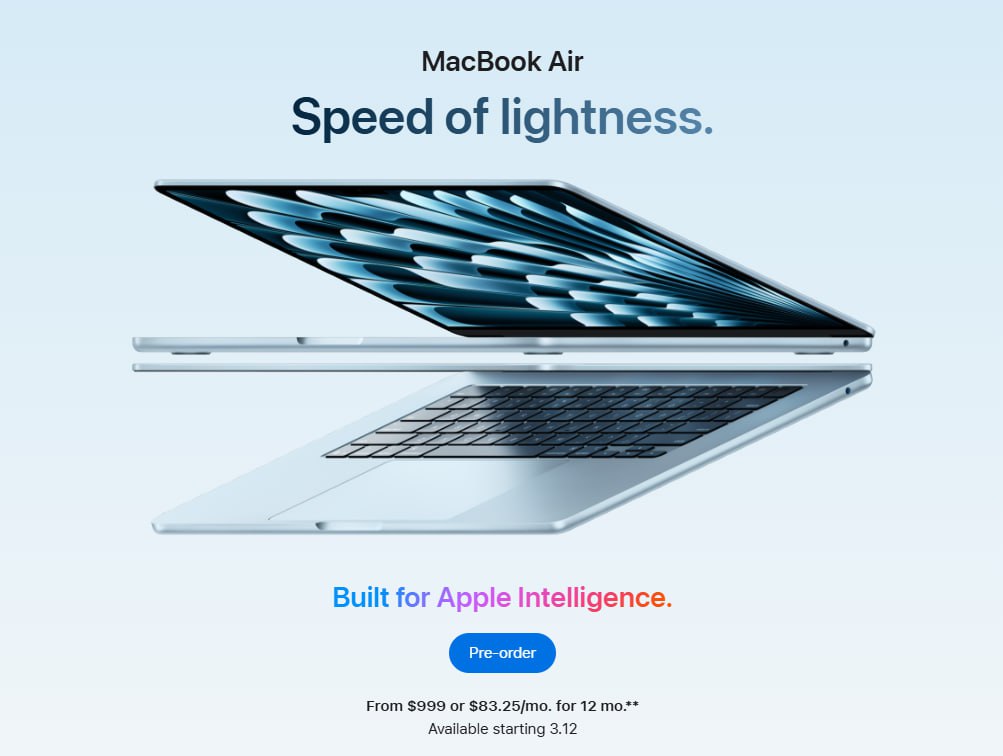 MacBook Air
Speed of lightness.
Built for Apple Intelligence.
Pre-order
From $999 or $83.25/mo. for 12 mo.**
Available starting 3.12